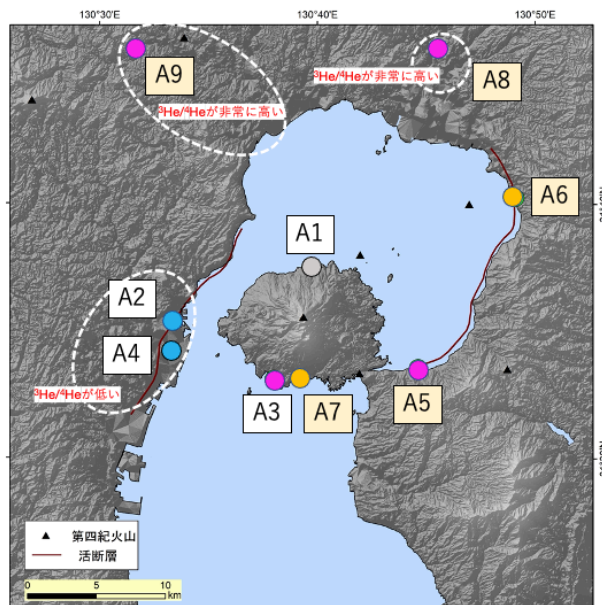 130°30'E
130°40'E
130°50'E
A9
³He/⁴Heが非常に高い
³He/⁴Heが非常に高い
A8
A6
A1
A2
A4
³He/⁴Heが低い
A3
A7
A5
第四紀火山
活断層
0 5 10
km